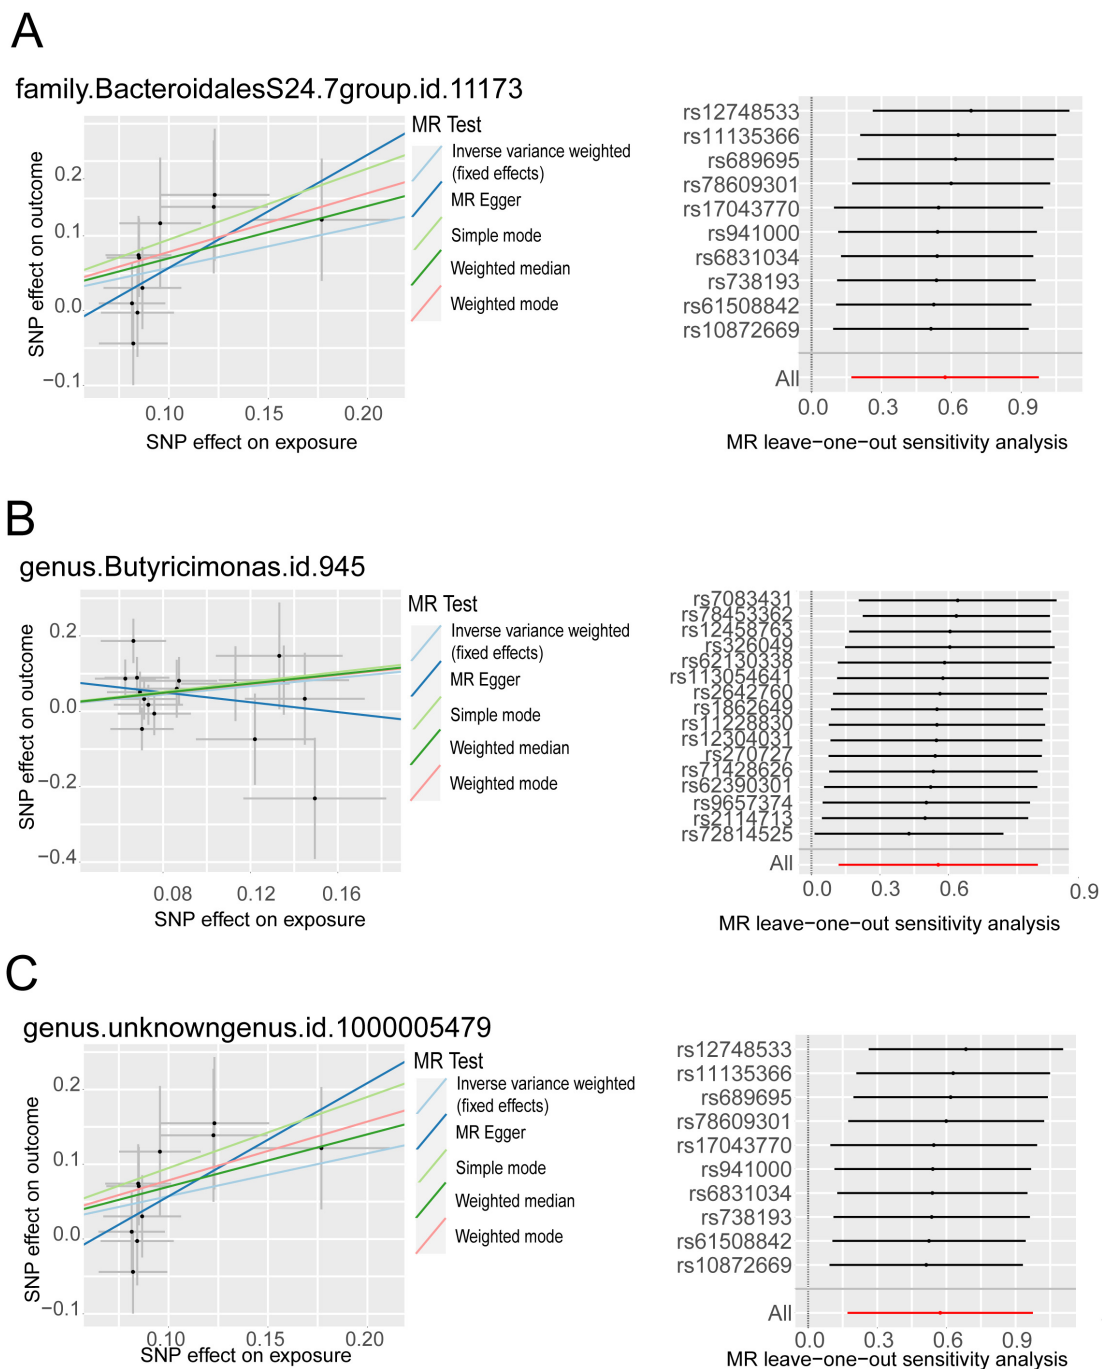 A
family.BacteroidalesS24.7group.id.11173
SNP effect on outcome
0.2
0.1
0.0
−0.1
0.10
0.15
0.20
SNP effect on exposure
MR Test
Inverse variance weighted
(fixed effects)
MR Egger
Simple mode
Weighted median
Weighted mode
rs12748533
rs11135366
rs689695
rs78609301
rs17043770
rs941000
rs6831034
rs738193
rs61508842
rs10872669
All
0.0
0.3
0.6
0.9
MR leave−one−out sensitivity analysis
B
genus.Butyricimonas.id.945
SNP effect on outcome
0.2
0.0
−0.2
−0.4
0.08
0.12
0.16
SNP effect on exposure
MR Test
Inverse variance weighted
(fixed effects)
MR Egger
Simple mode
Weighted median
Weighted mode
rs7083431
rs78453362
rs12458763
rs326049
rs62130338
rs113054641
rs2642760
rs1862649
rs11228830
rs12304031
rs270727
rs71428626
rs62390301
rs9657374
rs2114713
rs72814525
All
0.0
0.3
0.6
0.9
MR leave−one−out sensitivity analysis
C
genus.unknowngenus.id.1000005479
SNP effect on outcome
0.2
0.1
0.0
−0.1
0.10
0.15
0.20
SNP effect on exposure
MR Test
Inverse variance weighted
(fixed effects)
MR Egger
Simple mode
Weighted median
Weighted mode
rs12748533
rs11135366
rs689695
rs78609301
rs17043770
rs941000
rs6831034
rs738193
rs61508842
rs10872669
All
0.0
0.3
0.6
0.9
MR leave−one−out sensitivity analysis